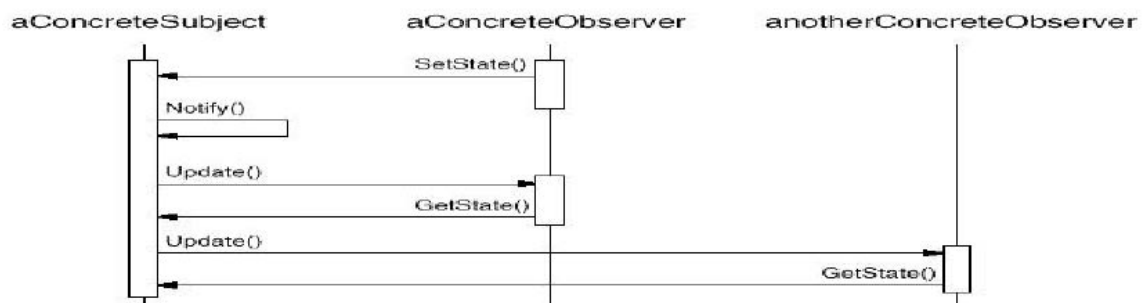 aConcreteSubject aConcreteObserver anotherConcreteObserver
SetState()
Notify()
Update()
GetState()
Update()
GetState()